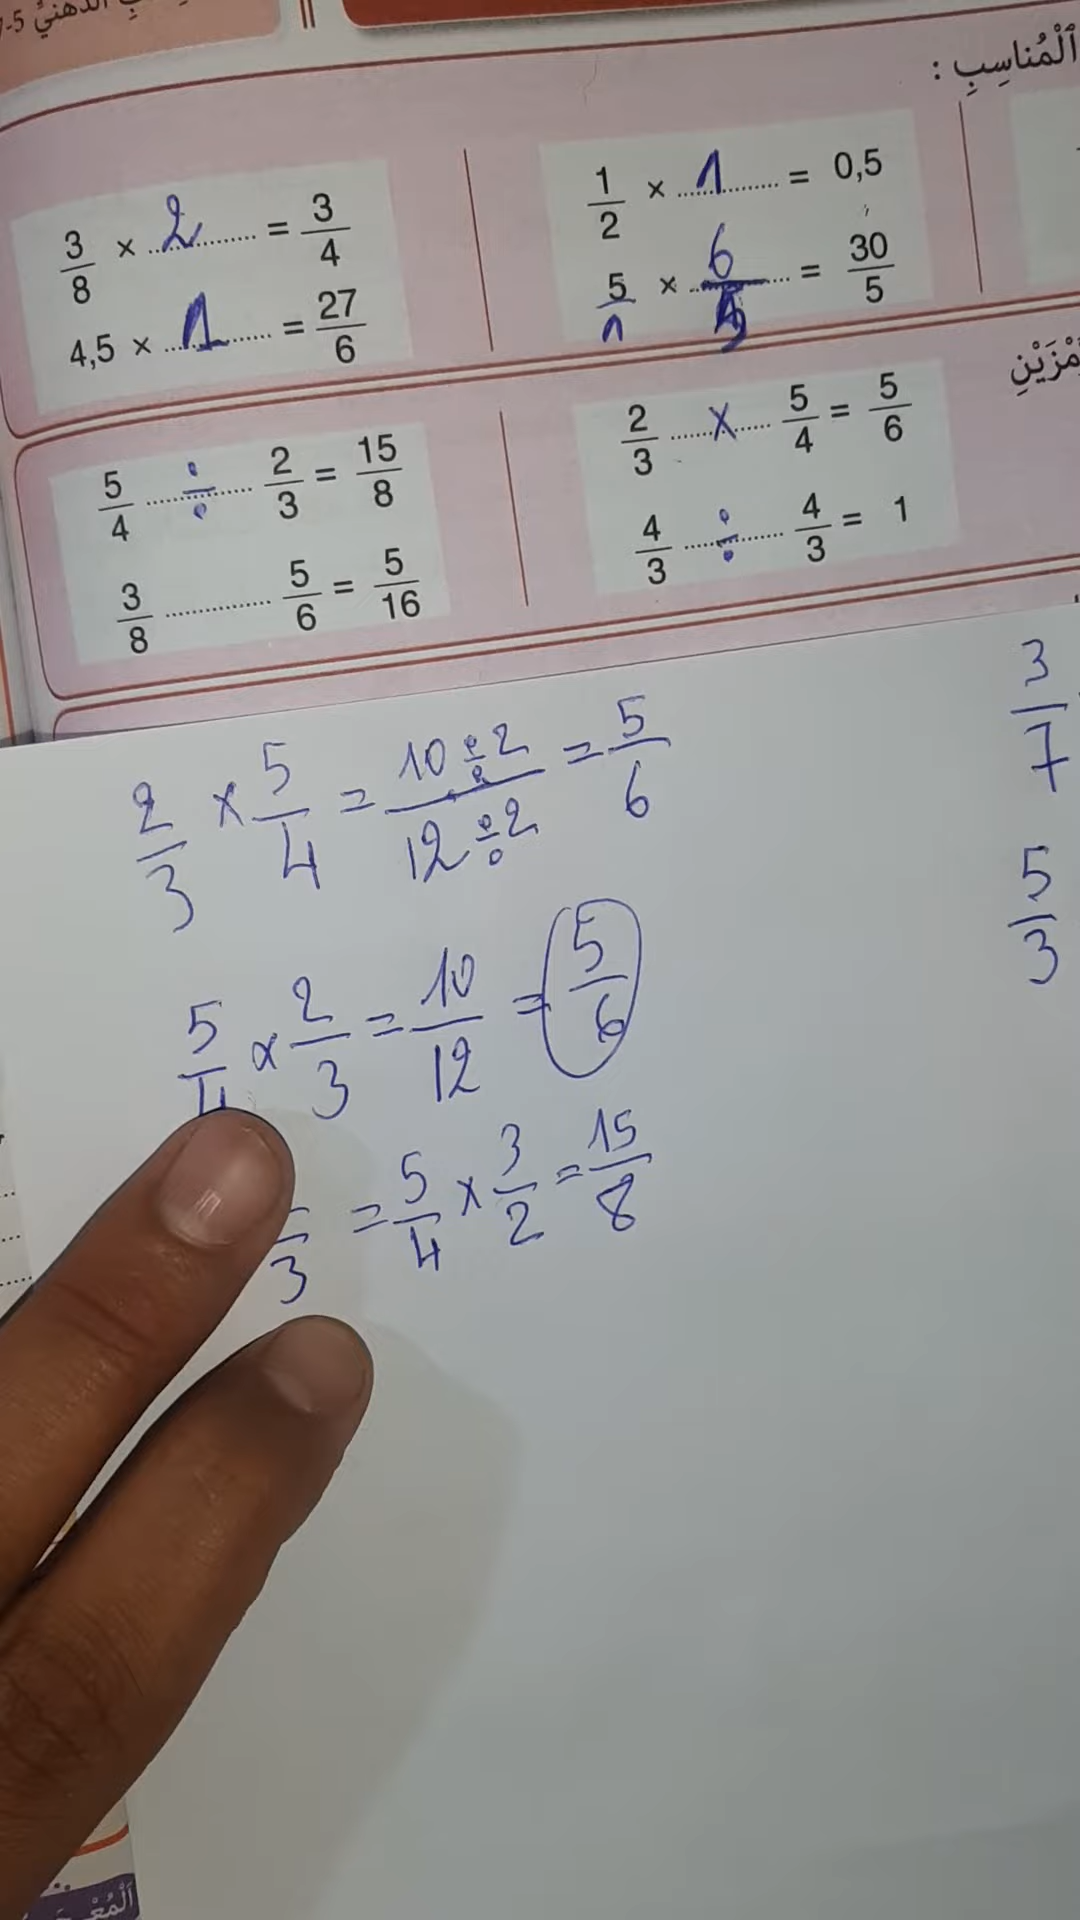 الْمُناسِبِ :
3/8 × 2 = 3/4
4,5 × 1 = 27/6
1/2 × 1 = 0,5
5/1 × 6/5 = 30/5
5/4 ÷ 2/3 = 15/8
3/8 ............ 5/6 = 5/16
2/3 × 5/4 = 5/6
4/3 ÷ 4/3 = 1
2/3 × 5/4 = 10÷2/12÷2 = 5/6
5/4 × 2/3 = 10/12 = 5/6
3 = 5/4 × 3/2 = 15/8
3/7
5/3